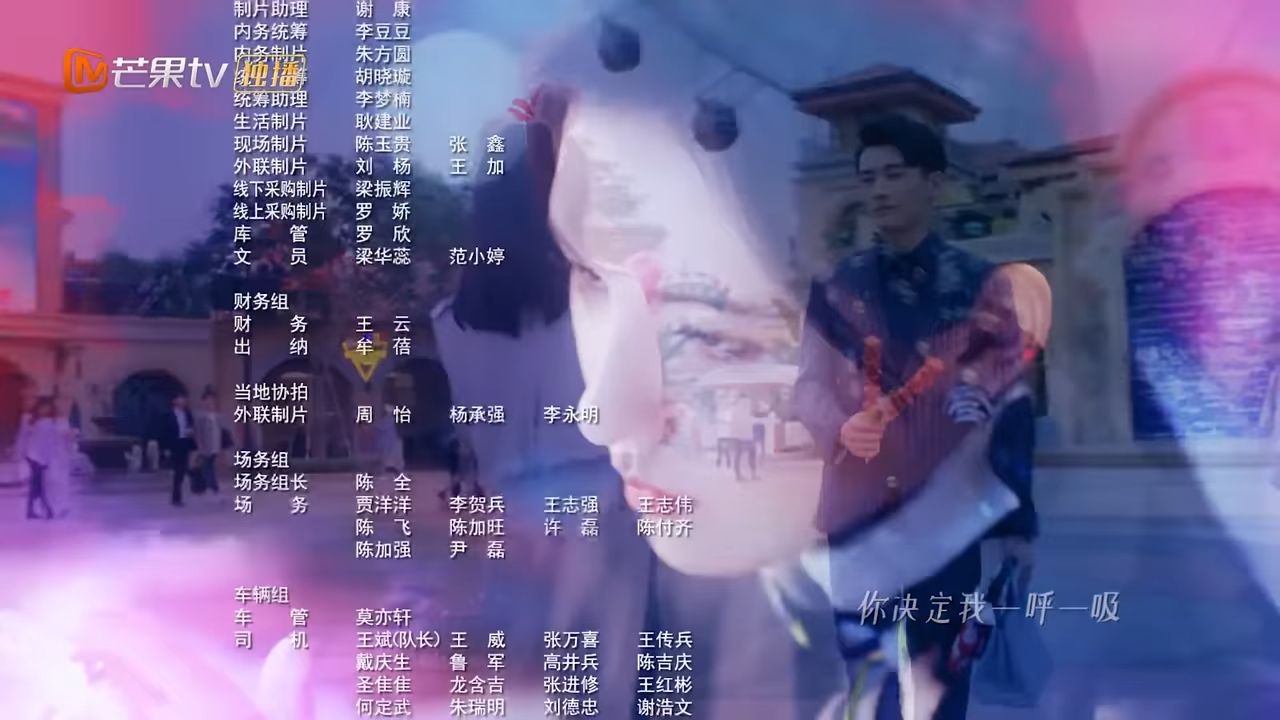 制片助理 谢 康
内务统筹 李豆豆
内务制片 朱方圆
芒果tv 独播
胡晓璇
统筹助理 李梦楠
生活制片 耿建业
现场制片 陈玉贵 张 鑫
外联制片 刘 杨 王 加
线下采购制片 梁振辉
线上采购制片 罗 娇
库 管 罗 欣
文 员 梁华蕊 范小婷
财务组
财 务 王 云
出 纳 牟 蓓
当地协拍
外联制片 周 怡 杨承强 李永明
场务组
场务组长 陈 全
场 务 贾洋洋 李贺兵 王志强 王志伟
陈 飞 陈加旺 许 磊 陈付齐
陈加强 尹 磊
车辆组
车 管 莫亦轩
你决定我一呼一吸
司 机 王斌(队长) 王 威 张万喜 王传兵
戴庆生 鲁 军 高井兵 陈吉庆
圣隹隹 龙含吉 张进修 王红彬
何定武 朱瑞明 刘德忠 谢浩文